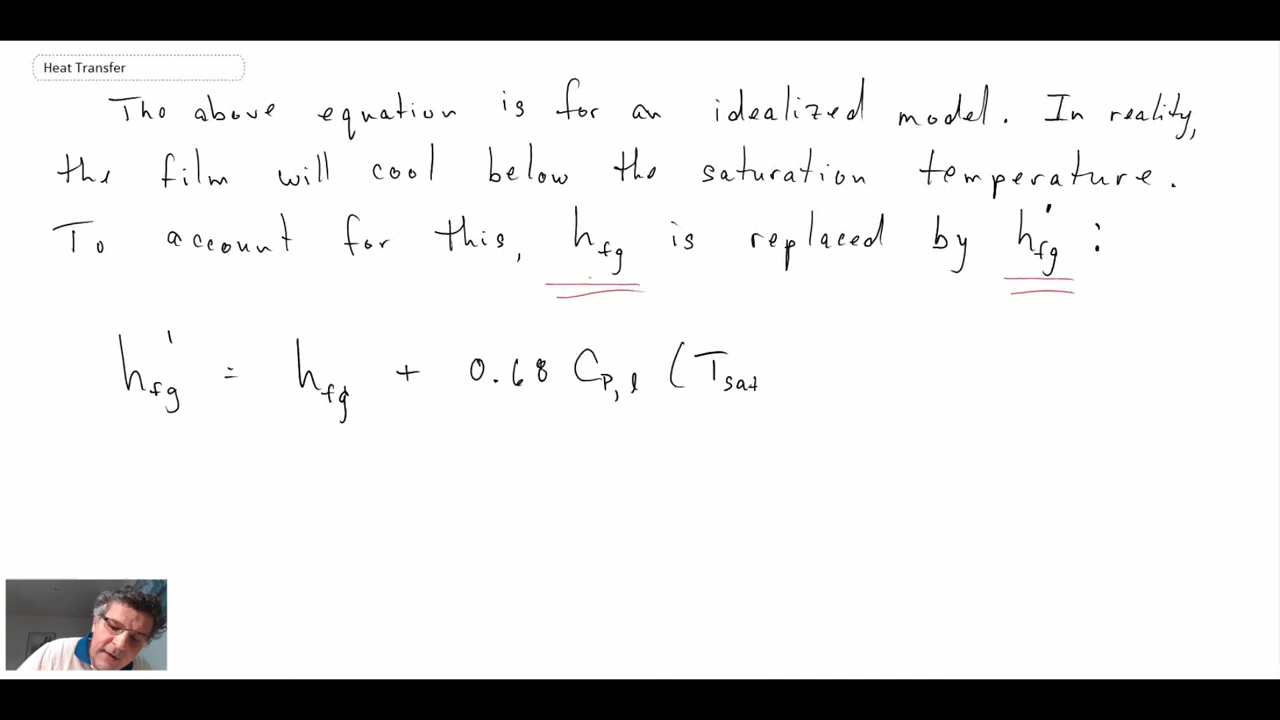 Heat Transfer
The above equation is for an idealized model. In reality,
the film will cool below the saturation temperature.
To account for this, hfg is replaced by h'fg :
h'fg = hfg + 0.68 Cp,l (Tsat